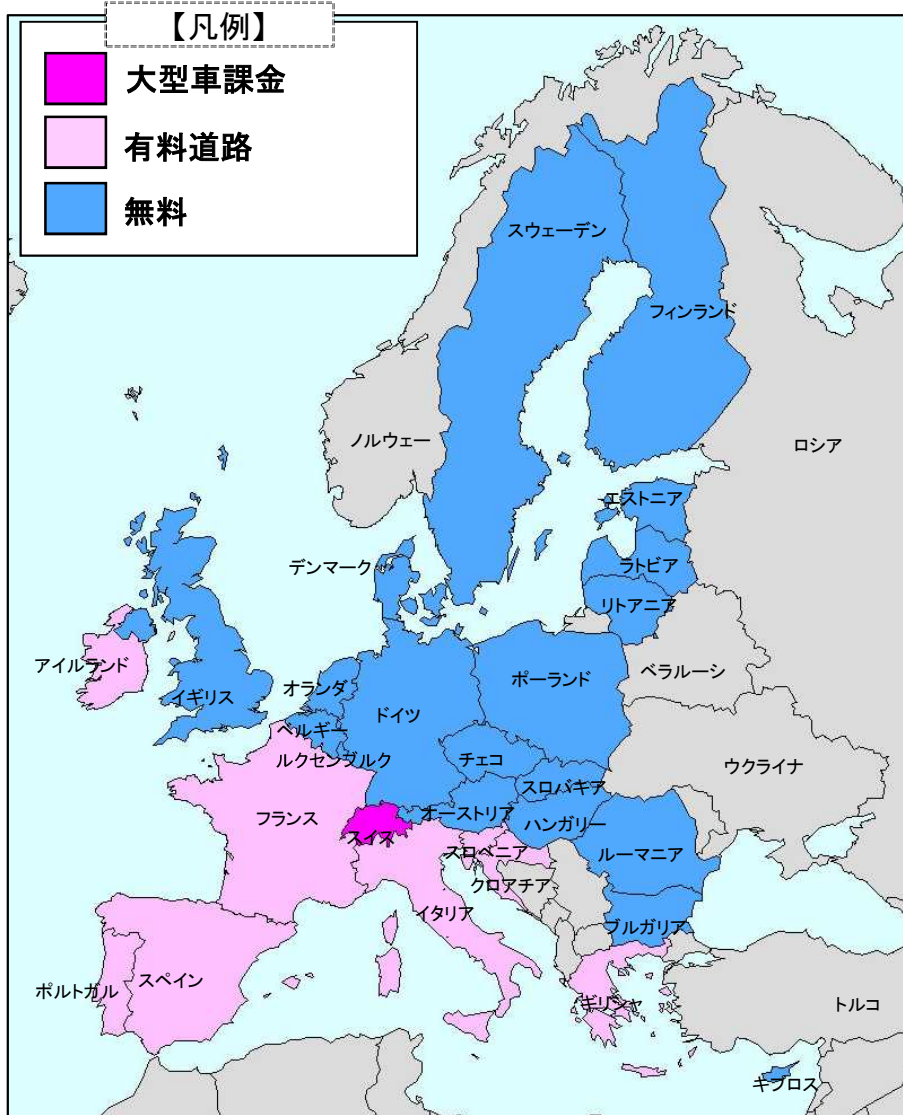 【凡例】
大型車課金
有料道路
無料
スウェーデン
フィンランド
ノルウェー
ロシア
エストニア
デンマーク
ラトビア
リトアニア
アイルランド
イギリス
オランダ
ドイツ
ポーランド
ベラルーシ
ベルギー
ルクセンブルク
チェコ
ウクライナ
スロバキア
フランス
スイス
オーストリア
ハンガリー
スロベニア
ルーマニア
クロアチア
イタリア
ブルガリア
ポルトガル
スペイン
ギリシャ
トルコ
キプロス